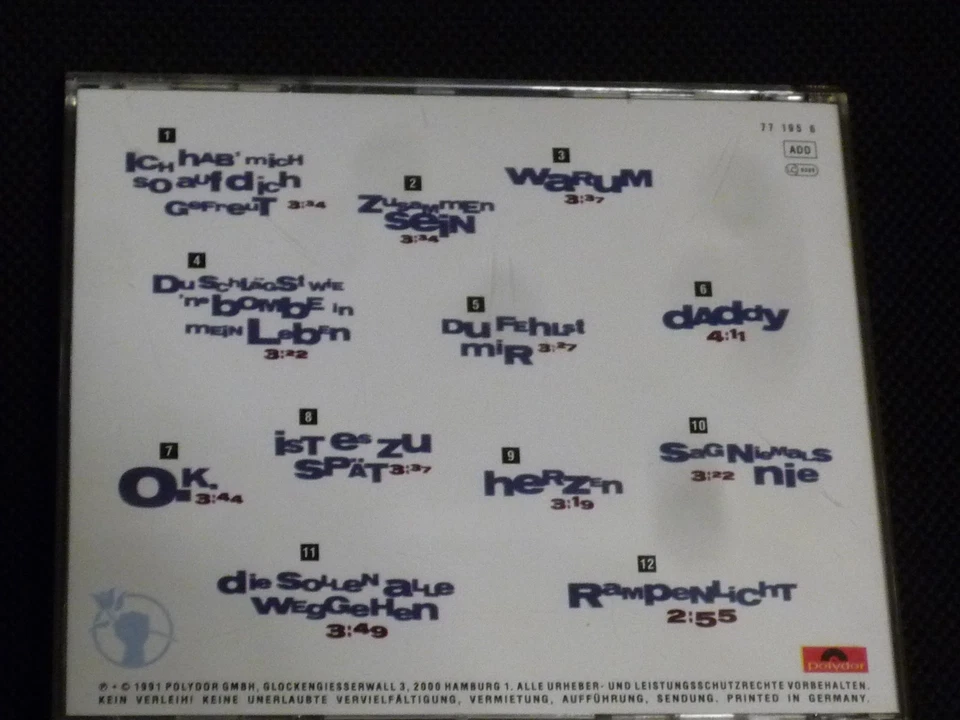 77 195 6
ADD
1
Ich hAB' mich
so auf dich
GeFreuT 3:34
2
Zusammen
seiN
3:34
3
WaRuM
3:37
4
Du SchläGSt wiE
'ne boMbE in
meiN Leben
3:22
5
Du FEhlst
miR 3:27
6
dAddy
4:11
7
O.K.
3:44
8
isT es zu
SPÄT 3:37
9
heRzEn
3:19
10
SaG NieMaLS
nie
3:22
11
die SoLLeN aLLe
WegGeHen
3:49
12
RamPenLichT
2:55
polydor
℗ + © 1991 POLYDOR GMBH, GLOCKENGIESSERWALL 3, 2000 HAMBURG 1. ALLE URHEBER- UND LEISTUNGSSCHUTZRECHTE VORBEHALTEN.
KEIN VERLEIH! KEINE UNERLAUBTE VERVIELFÄLTIGUNG, VERMIETUNG, AUFFÜHRUNG, SENDUNG. PRINTED IN GERMANY.